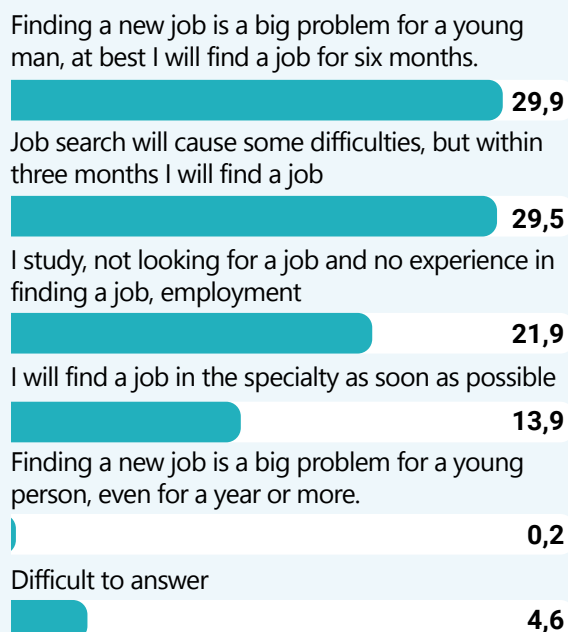 Finding a new job is a big problem for a young
man, at best I will find a job for six months.
29,9
Job search will cause some difficulties, but within
three months I will find a job
29,5
I study, not looking for a job and no experience in
finding a job, employment
21,9
I will find a job in the specialty as soon as possible
13,9
Finding a new job is a big problem for a young
person, even for a year or more.
0,2
Difficult to answer
4,6